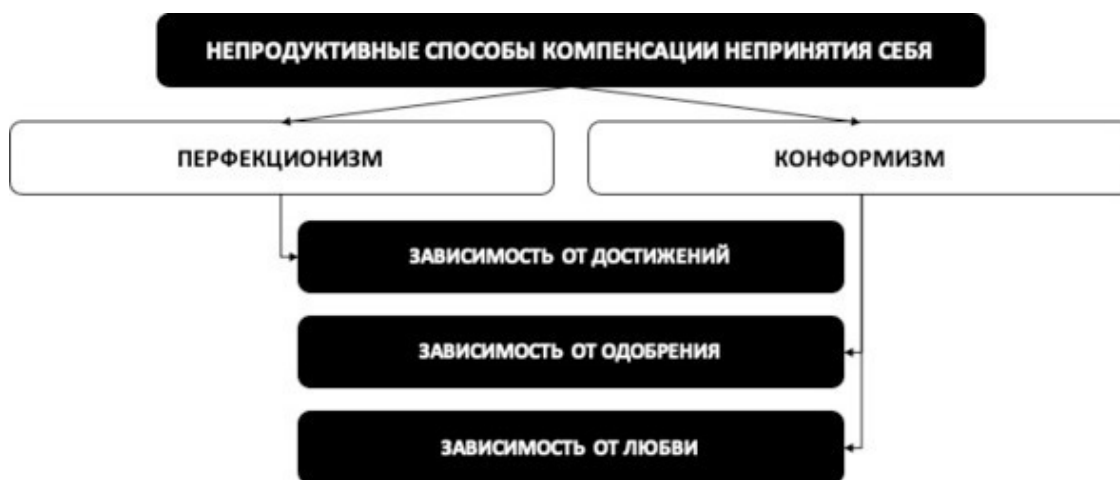 НЕПРОДУКТИВНЫЕ СПОСОБЫ КОМПЕНСАЦИИ НЕПРИНЯТИЯ СЕБЯ
ПЕРФЕКЦИОНИЗМ
КОНФОРМИЗМ
ЗАВИСИМОСТЬ ОТ ДОСТИЖЕНИЙ
ЗАВИСИМОСТЬ ОТ ОДОБРЕНИЯ
ЗАВИСИМОСТЬ ОТ ЛЮБВИ